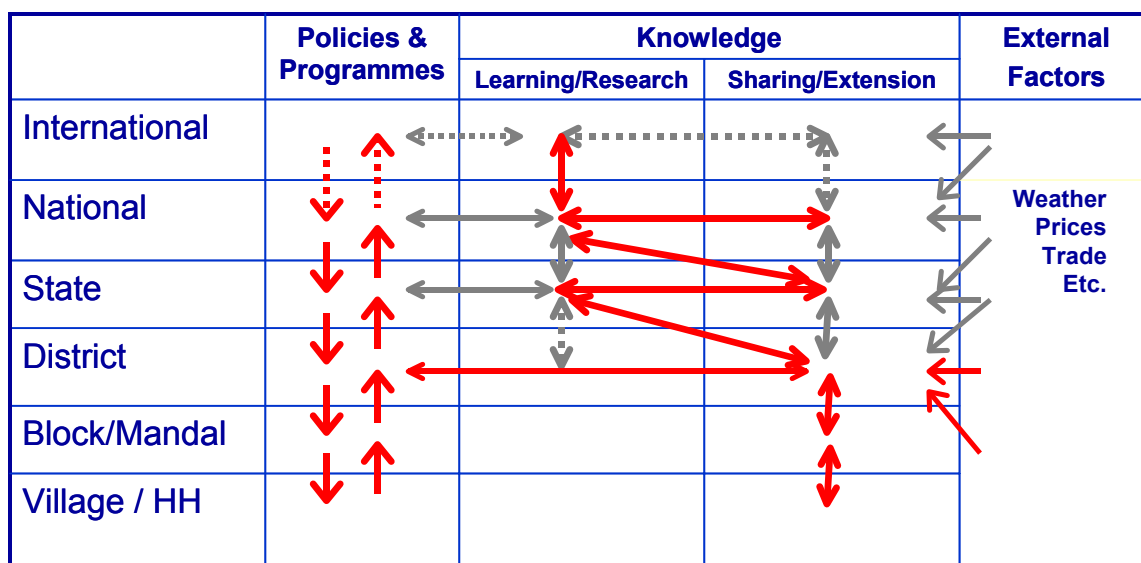 Policies &
Programmes
Knowledge
External
Factors
Learning/Research
Sharing/Extension
International
National
Weather
Prices
Trade
Etc.
State
District
Block/Mandal
Village / HH